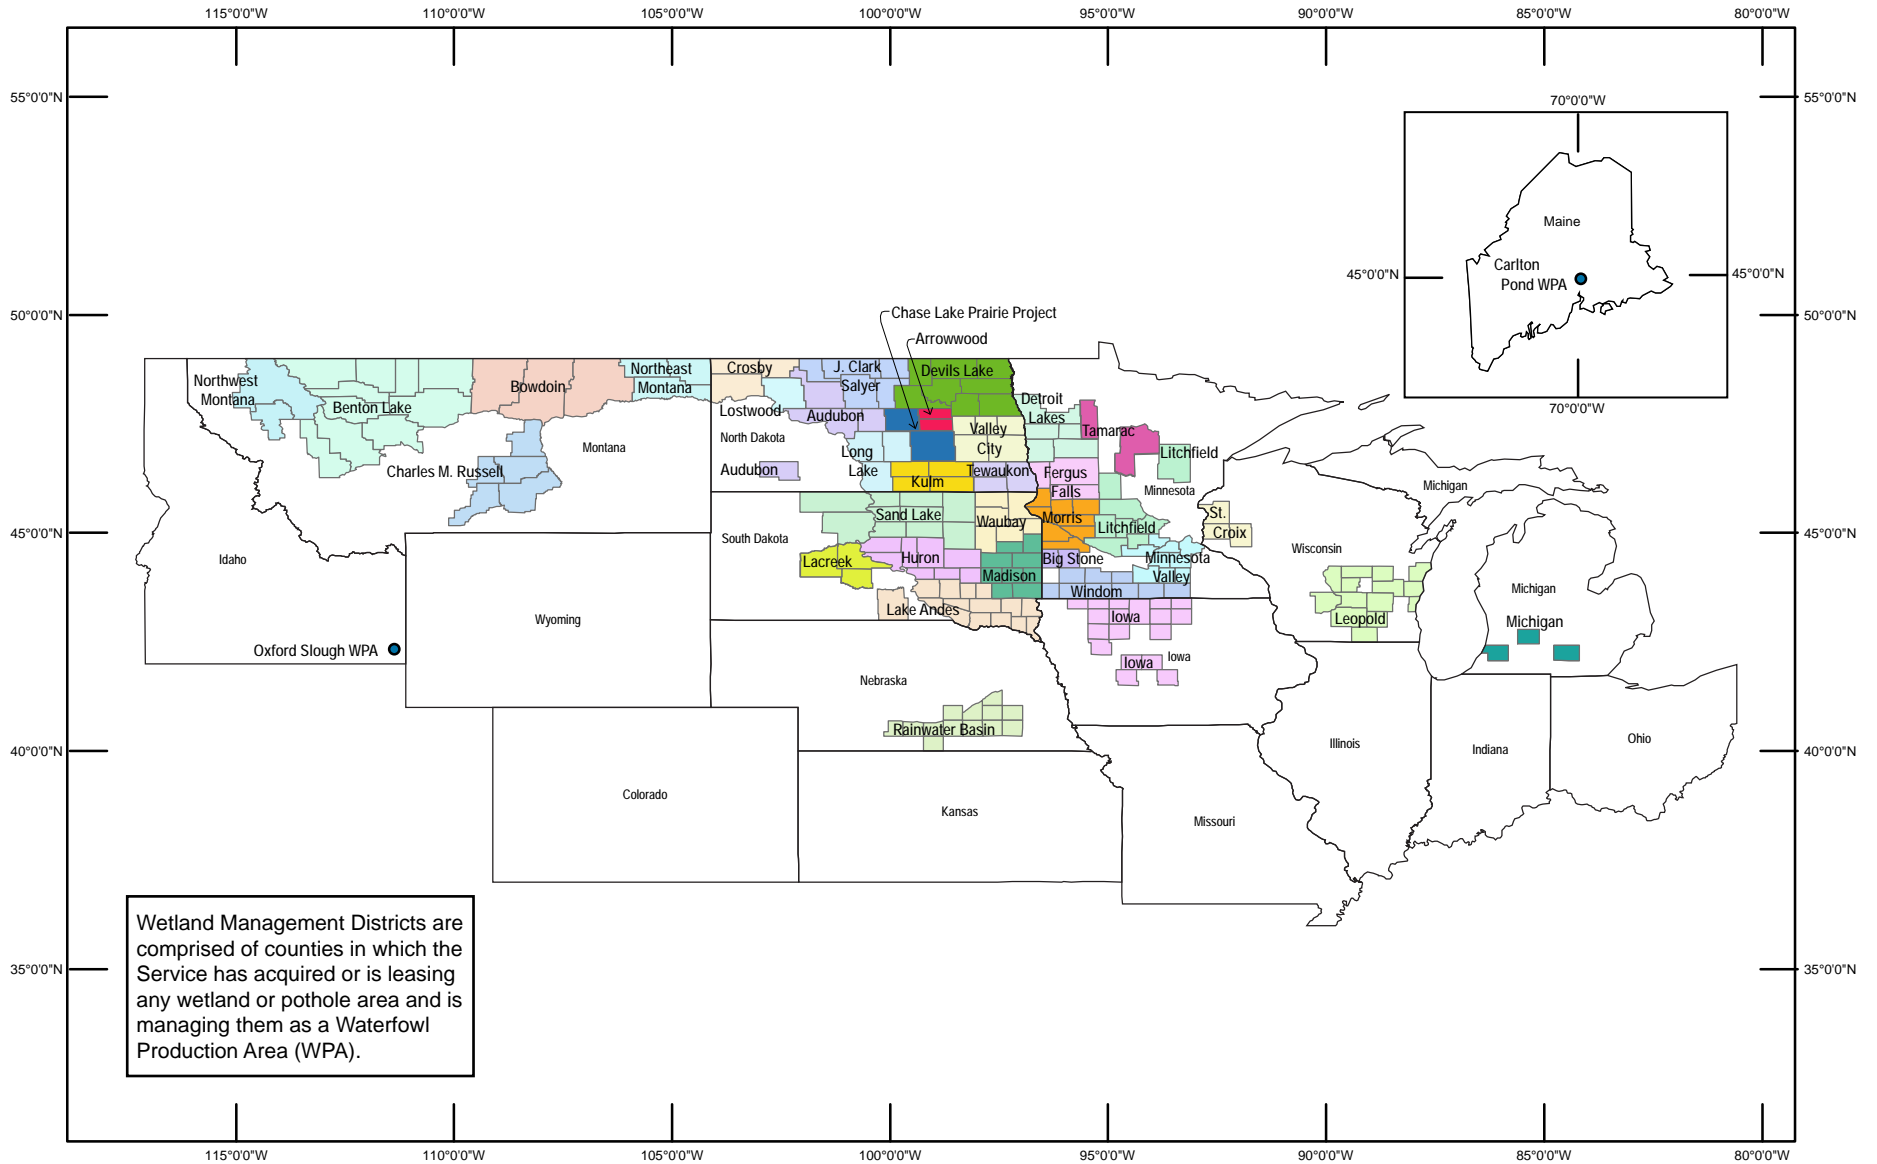 115°0'0"W 110°0'0"W 105°0'0"W 100°0'0"W 95°0'0"W 90°0'0"W 85°0'0"W 80°0'0"W
55°0'0"N
55°0'0"N
70°0'0"W
Maine
Carlton
Pond WPA
45°0'0"N
45°0'0"N
70°0'0"W
50°0'0"N
50°0'0"N
Chase Lake Prairie Project
Arrowwood
Northwest
Montana
Benton Lake
Bowdoin
Northeast
Montana
Crosby
J. Clark
Salyer
Devils Lake
Lostwood
Audubon
North Dakota
Valley
City
Long
Lake
Audubon
Kulm
Tewaukon
Detroit
Lakes
Tamarac
Litchfield
Fergus
Falls
Minnesota
Montana
Charles M. Russell
Michigan
45°0'0"N
45°0'0"N
Sand Lake
Waubay
Morris
Litchfield
St.
Croix
South Dakota
Idaho
Lacreek
Huron
Madison
Big Stone
Minnesota
Valley
Wisconsin
Windom
Michigan
Lake Andes
Iowa
Leopold
Michigan
Wyoming
Oxford Slough WPA
Iowa
Iowa
Nebraska
Rainwater Basin
40°0'0"N
40°0'0"N
Illinois
Indiana
Ohio
Colorado
Kansas
Missouri
Wetland Management Districts are
comprised of counties in which the
Service has acquired or is leasing
any wetland or pothole area and is
managing them as a Waterfowl
Production Area (WPA).
35°0'0"N
35°0'0"N
115°0'0"W 110°0'0"W 105°0'0"W 100°0'0"W 95°0'0"W 90°0'0"W 85°0'0"W 80°0'0"W